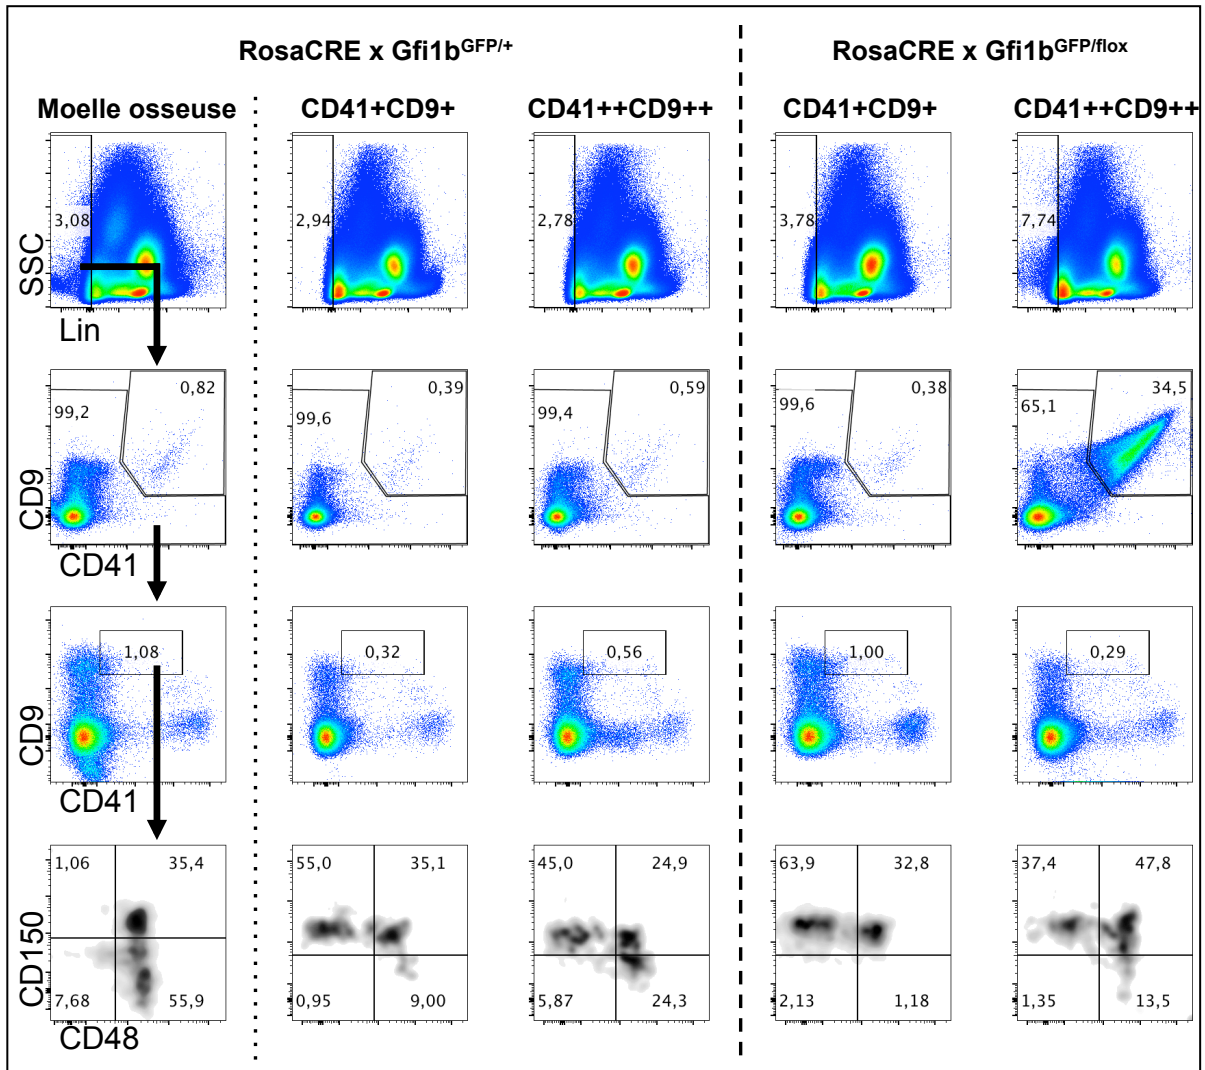 RosaCRE x Gfi1bGFP/+
RosaCRE x Gfi1bGFP/flox
Moelle osseuse
CD41+CD9+
CD41++CD9++
CD41+CD9+
CD41++CD9++
SSC
3,08
2,94
2,78
3,78
7,74
Lin
CD9
99,2
0,82
99,6
0,39
99,4
0,59
99,6
0,38
65,1
34,5
CD41
CD9
1,08
0,32
0,56
1,00
0,29
CD41
CD150
1,06
35,4
55,0
35,1
45,0
24,9
63,9
32,8
37,4
47,8
7,68
55,9
0,95
9,00
5,87
24,3
2,13
1,18
1,35
13,5
CD48